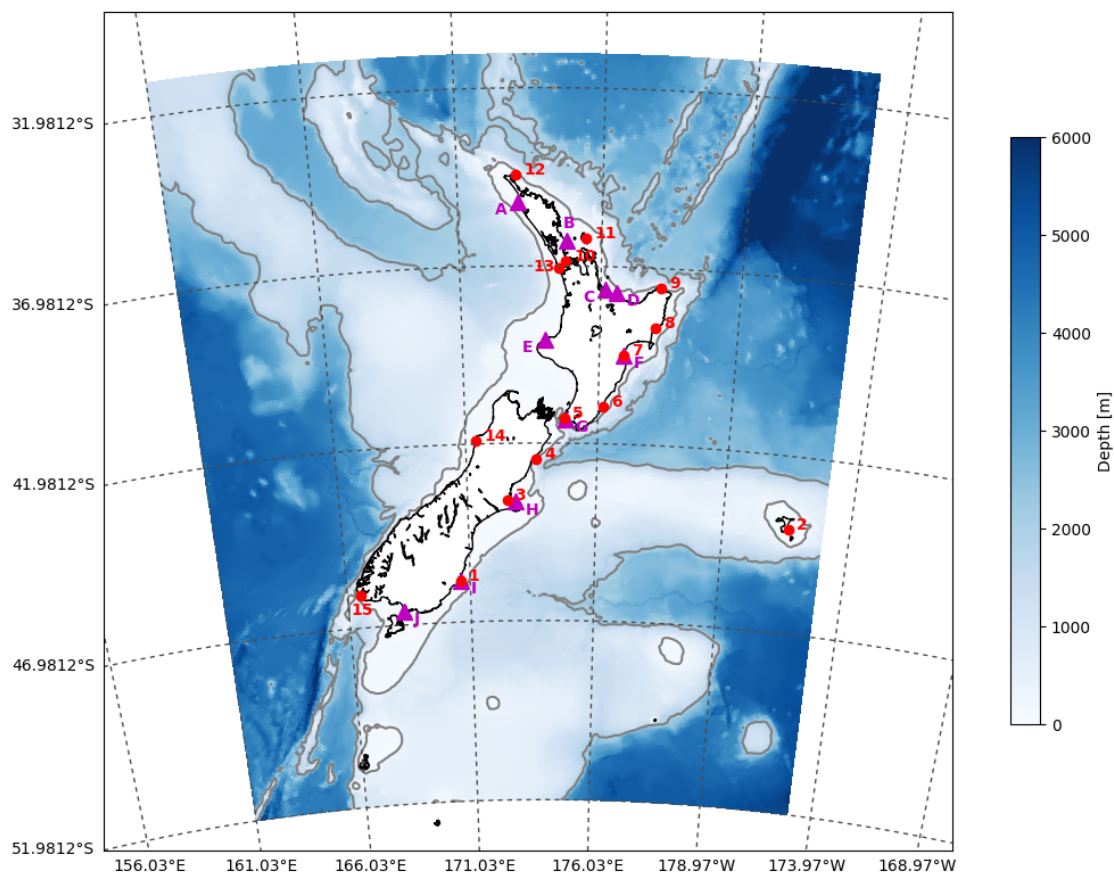 31.9812°S
36.9812°S
41.9812°S
46.9812°S
51.9812°S
156.03°E
161.03°E
166.03°E
171.03°E
176.03°E
178.97°W
173.97°W
168.97°W
12
A
B
11
10
13
C
D
9
8
E
7
F
6
5
G
14
4
3
H
2
1
I
15
J
6000
5000
4000
3000
2000
1000
0
Depth [m]